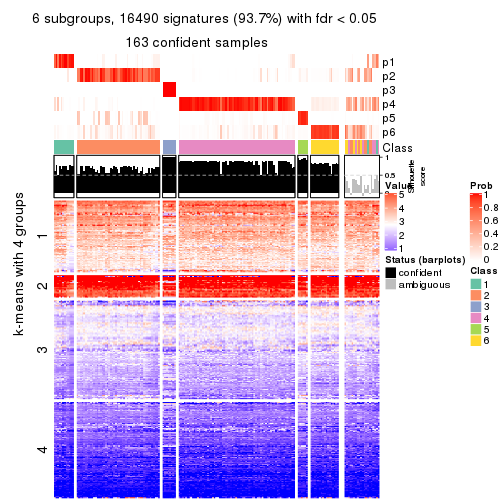 6 subgroups, 16490 signatures (93.7%) with fdr < 0.05
163 confident samples
p1
p2
p3
p4
p5
p6
Class
1
0.5
0
Silhouette
score
k-means with 4 groups
1
2
3
4
Value
5
4
3
2
1
Status (barplots)
confident
ambiguous
Prob
1
0.8
0.6
0.4
0.2
0
Class
1
2
3
4
5
6